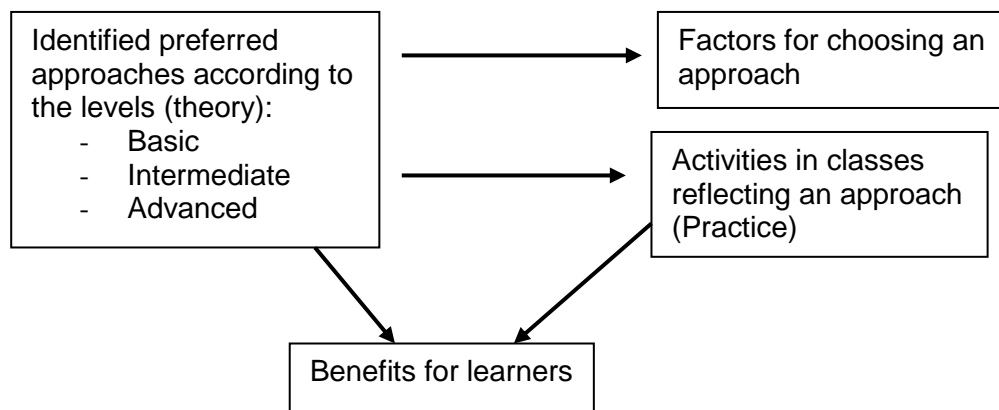 Identified preferred
approaches according to
the levels (theory):
- Basic
- Intermediate
- Advanced
Factors for choosing an
approach
Activities in classes
reflecting an approach
(Practice)
Benefits for learners